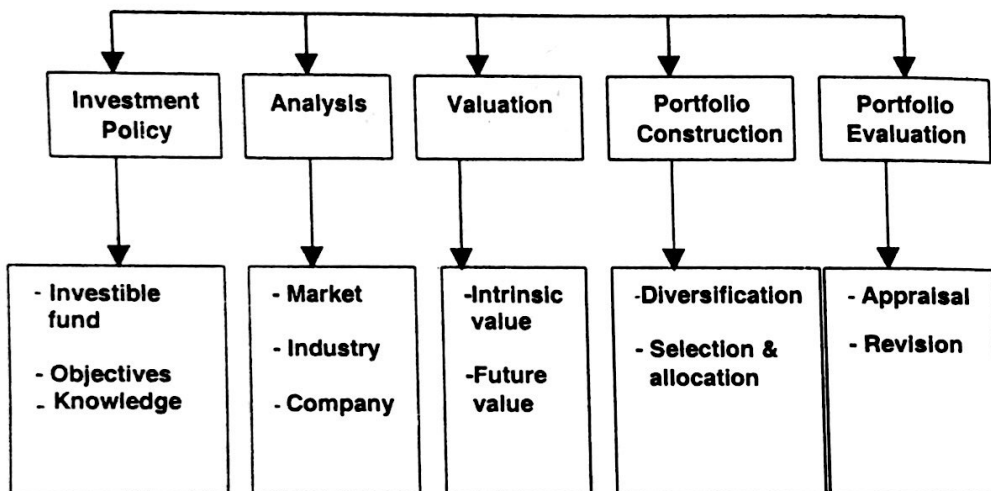 Investment
Policy
Analysis
Valuation
Portfolio
Construction
Portfolio
Evaluation
- Investible
fund
- Objectives
- Knowledge
- Market
- Industry
- Company
-Intrinsic
value
-Future
value
-Diversification
- Selection &
allocation
- Appraisal
- Revision